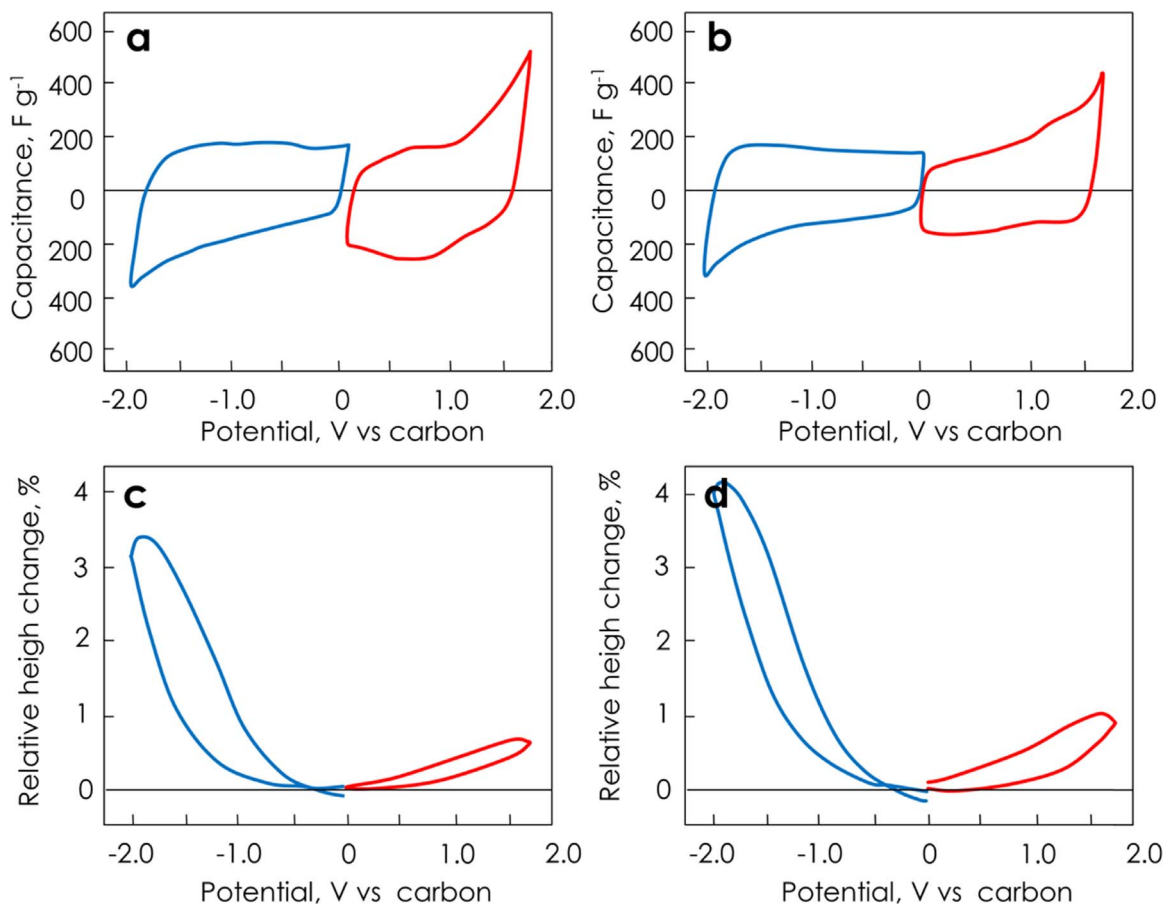 a
600
400
200
0
200
400
600
Capacitance, F g-1
-2.0 -1.0 0 1.0 2.0
Potential, V vs carbon
b
600
400
200
0
200
400
600
Capacitance, F g-1
-2.0 -1.0 0 1.0 2.0
Potential, V vs carbon
c
4
3
2
1
0
Relative heigh change, %
-2.0 -1.0 0 1.0 2.0
Potential, V vs carbon
d
4
3
2
1
0
Relative heigh change, %
-2.0 -1.0 0 1.0 2.0
Potential, V vs carbon